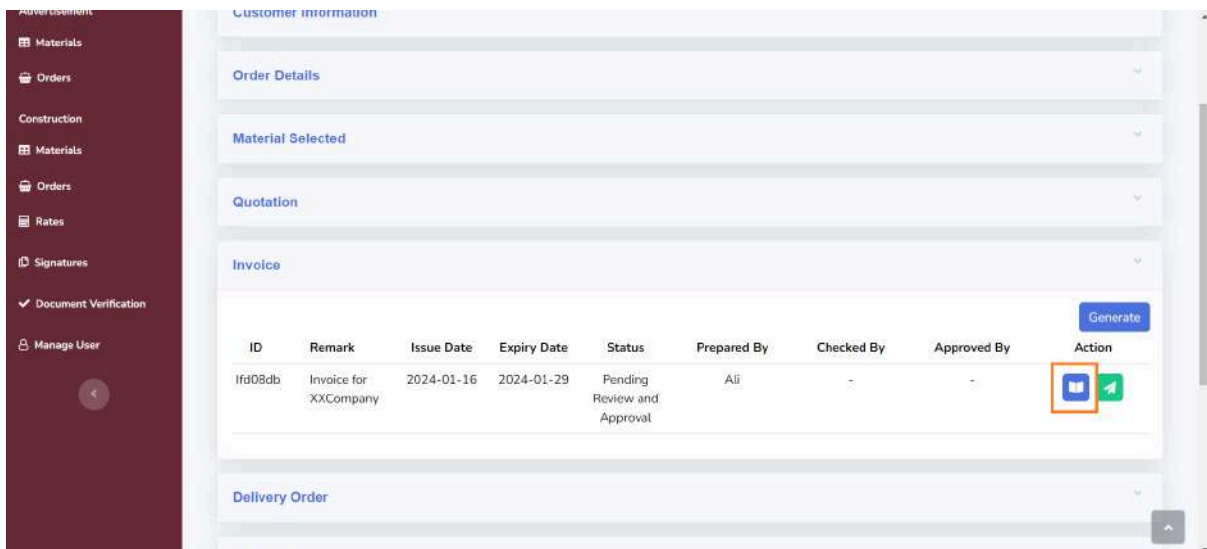 Advertisement
Materials
Orders
Construction
Materials
Orders
Rates
Signatures
Document Verification
Manage User
Customer Information
Order Details
Material Selected
Quotation
Invoice
Generate
ID Remark Issue Date Expiry Date Status Prepared By Checked By Approved By Action
Ifd08db Invoice for 2024-01-16 2024-01-29 Pending Ali - -
XXCompany Review and
Approval
Delivery Order